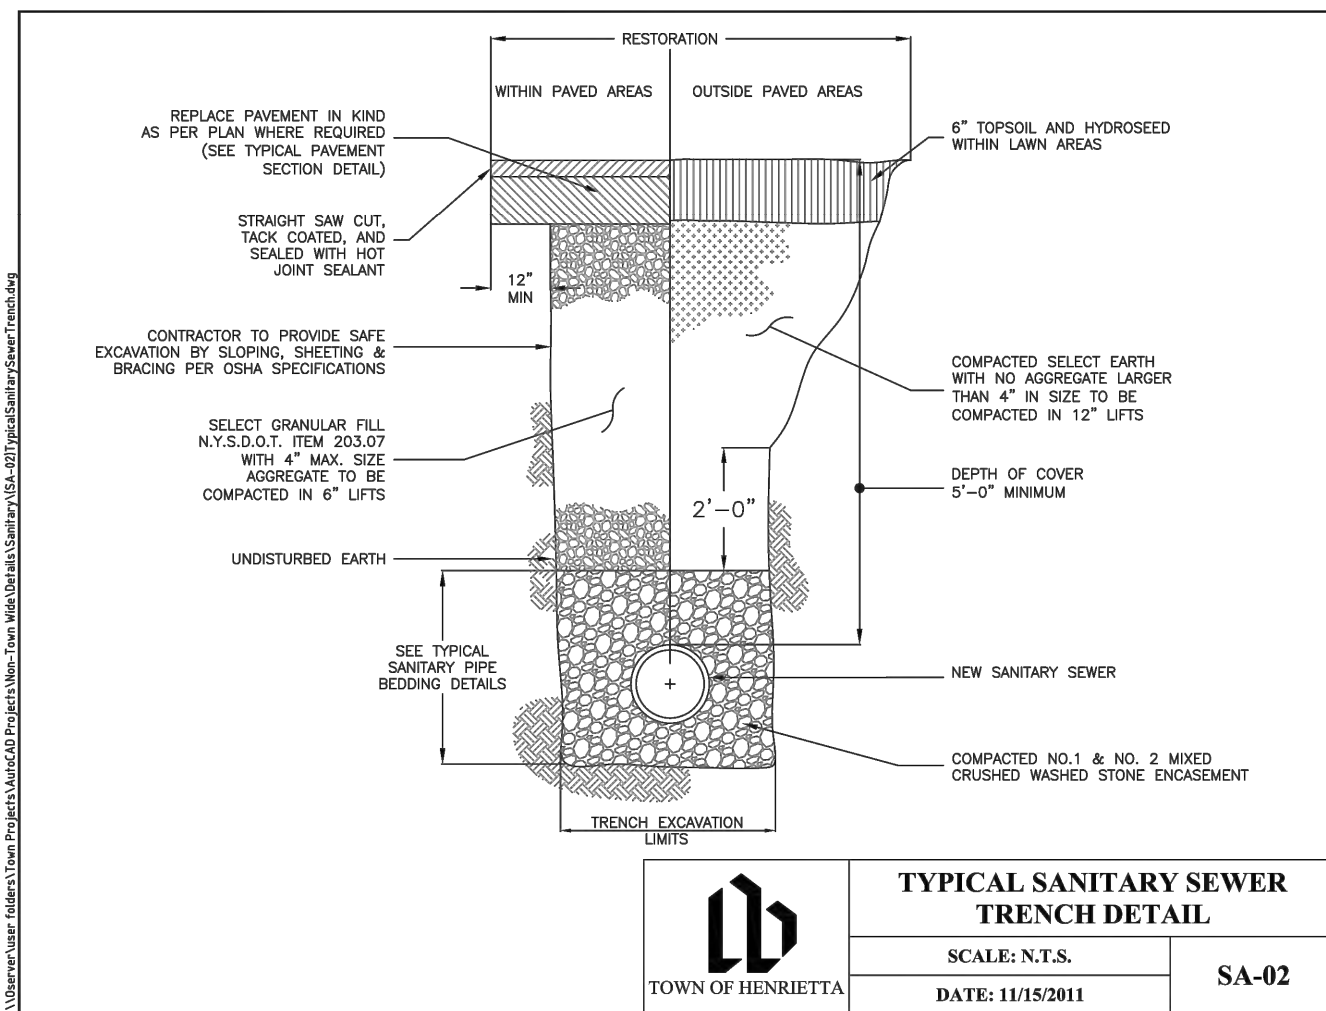 RESTORATION
WITHIN PAVED AREAS
OUTSIDE PAVED AREAS
REPLACE PAVEMENT IN KIND
AS PER PLAN WHERE REQUIRED
(SEE TYPICAL PAVEMENT
SECTION DETAIL)
6" TOPSOIL AND HYDROSEED
WITHIN LAWN AREAS
STRAIGHT SAW CUT,
TACK COATED, AND
SEALED WITH HOT
JOINT SEALANT
12"
MIN
CONTRACTOR TO PROVIDE SAFE
EXCAVATION BY SLOPING, SHEETING &
BRACING PER OSHA SPECIFICATIONS
COMPACTED SELECT EARTH
WITH NO AGGREGATE LARGER
THAN 4" IN SIZE TO BE
COMPACTED IN 12" LIFTS
SELECT GRANULAR FILL
N.Y.S.D.O.T. ITEM 203.07
WITH 4" MAX. SIZE
AGGREGATE TO BE
COMPACTED IN 6" LIFTS
DEPTH OF COVER
5'-0" MINIMUM
2'-0"
UNDISTURBED EARTH
SEE TYPICAL
SANITARY PIPE
BEDDING DETAILS
NEW SANITARY SEWER
COMPACTED NO.1 & NO. 2 MIXED
CRUSHED WASHED STONE ENCASEMENT
TRENCH EXCAVATION
LIMITS
\\0server\user folders\Town Projects\AutoCAD Projects\Non-Town Wide\Details\Sanitary\(SA-02)TypicalSanitarySewerTrench.dwg
TOWN OF HENRIETTA
TYPICAL SANITARY SEWER
TRENCH DETAIL
SCALE: N.T.S.
DATE: 11/15/2011
SA-02